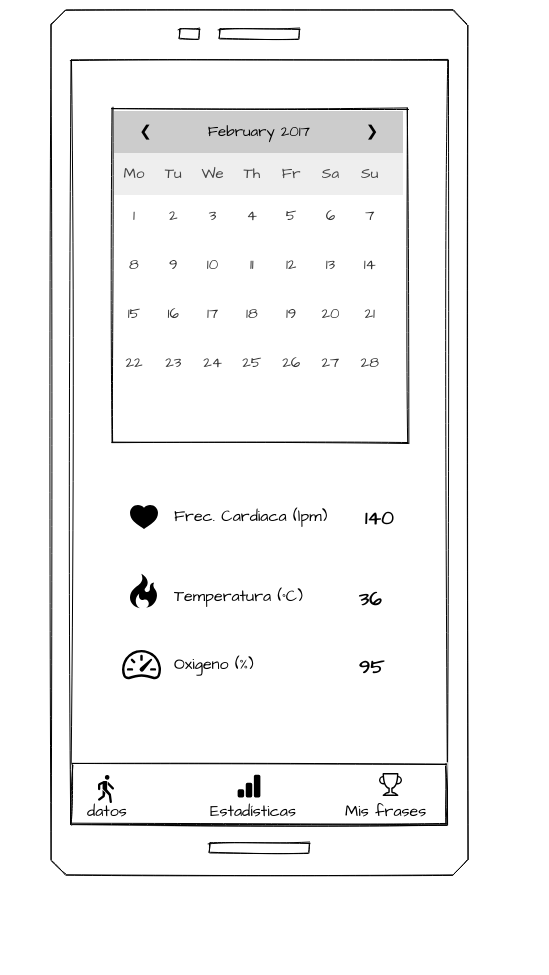 ❮ February 2017 ❯
Mo Tu We Th Fr Sa Su
1 2 3 4 5 6 7
8 9 10 11 12 13 14
15 16 17 18 19 20 21
22 23 24 25 26 27 28
Frec. Cardiaca (lpm) 140
Temperatura (°C) 36
Oxigeno (%) 95
datos Estadísticas Mis frases